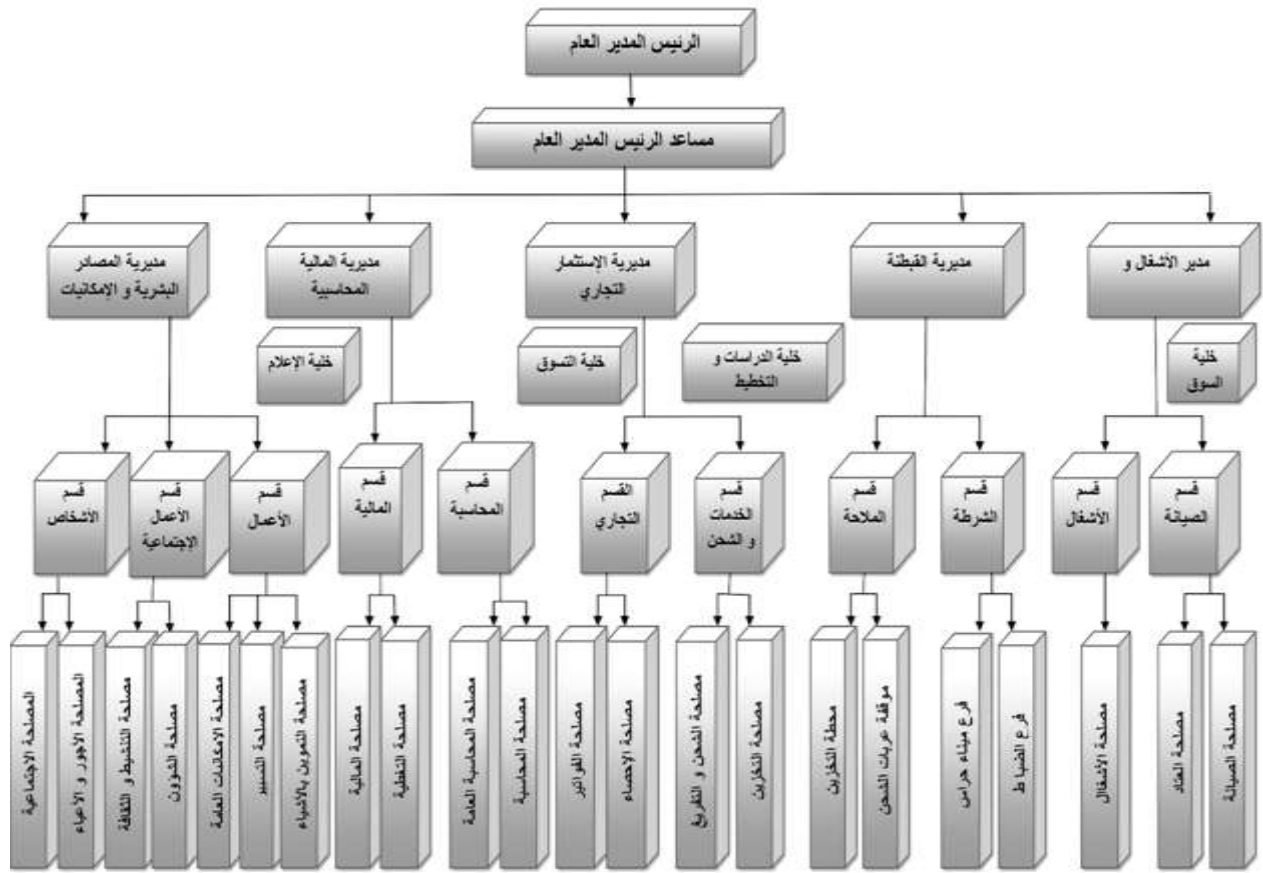 الرئيس المدير العام
مساعد الرئيس المدير العام
مدير الأشغال و
مديرية القبطنة
مديرية الإستثمار
التجاري
مديرية المالية
المحاسبية
مديرية المصادر
البشرية و الإمكانيات
خلية
السوق
خلية الدراسات و
التخطيط
خلية التسوق
خلية الإعلام
قسم
الصيانة
قسم
الأشغال
قسم
الشرطة
قسم
الملاحة
قسم
الخدمات
و الشحن
القسم
التجاري
قسم
المحاسبة
قسم
المالية
قسم
الأعمال
قسم
الأعمال
الإجتماعية
قسم
الأشخاص
مصلحة الصيانة
مصلحة العتاد
مصلحة الأشغاال
فرع الضبا ط
فرع ميناء حراس
موققة عربات الشحن
محطة التخزين
مصلحة التخزين
مصلحة الشحن و التفريغ
مصلحة الإحصاء
مصلحة الفواتير
مصلحة المحاسبة
مصلحة المحاسبة العامة
مصلحة التغطية
مصلحة المالية
مصلحة التموين بالأشياء
مصلحة التسيير
مصلحة الإمكانيات العامة
مصلحة الشؤون
مصلحة التنشيط و الثقافة
المصلحة الأجور و الأعباء
المصلحة الاجتماعية